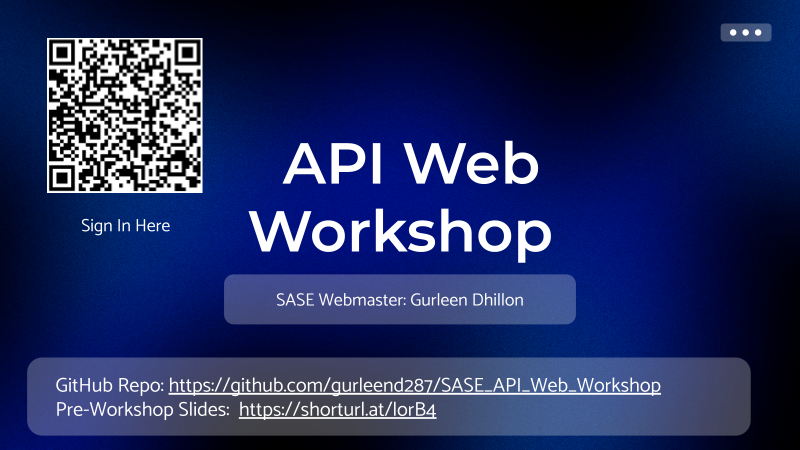 API Web
Workshop
Sign In Here
SASE Webmaster: Gurleen Dhillon
GitHub Repo: https://github.com/gurleend287/SASE_API_Web_Workshop
Pre-Workshop Slides: https://shorturl.at/lorB4